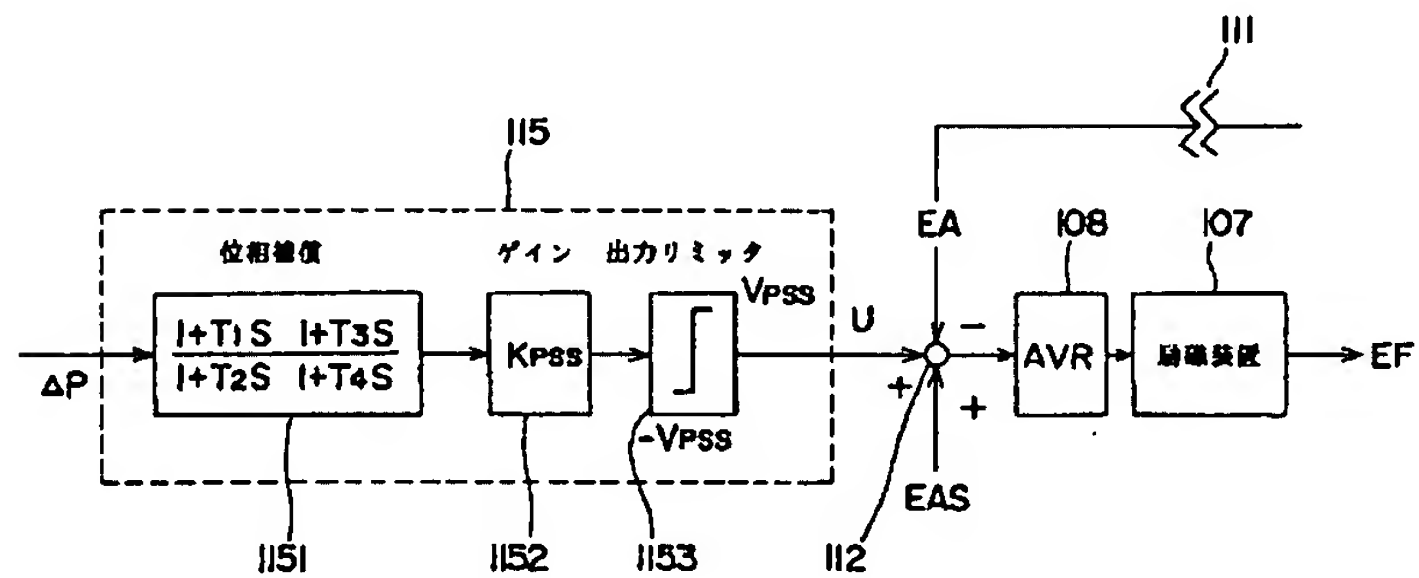 111
115
EA
108
107
位相補償
ゲイン
出力リミッタ
VPSS
U
-
1+T1S 1+T3S
1+T2S 1+T4S
KPSS
AVR
励磁装置
EF
ΔP
+
+
-VPSS
EAS
1151
1152
1153
112